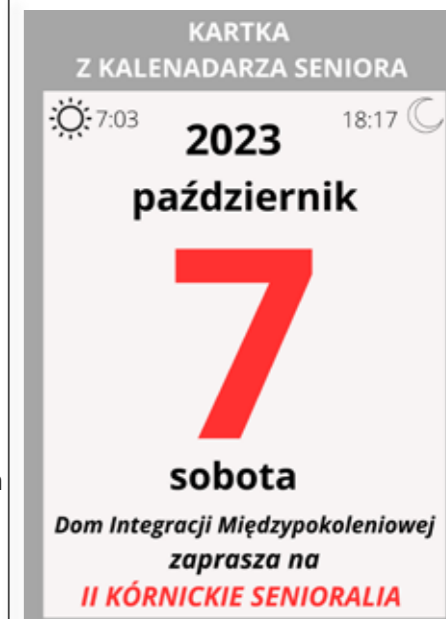 KARTKA
Z KALENADARZA SENIORA
7:03 18:17
2023
październik
7
sobota
Dom Integracji Międzypokoleniowej
zaprasza na
II KÓRNICKIE SENIORALIA